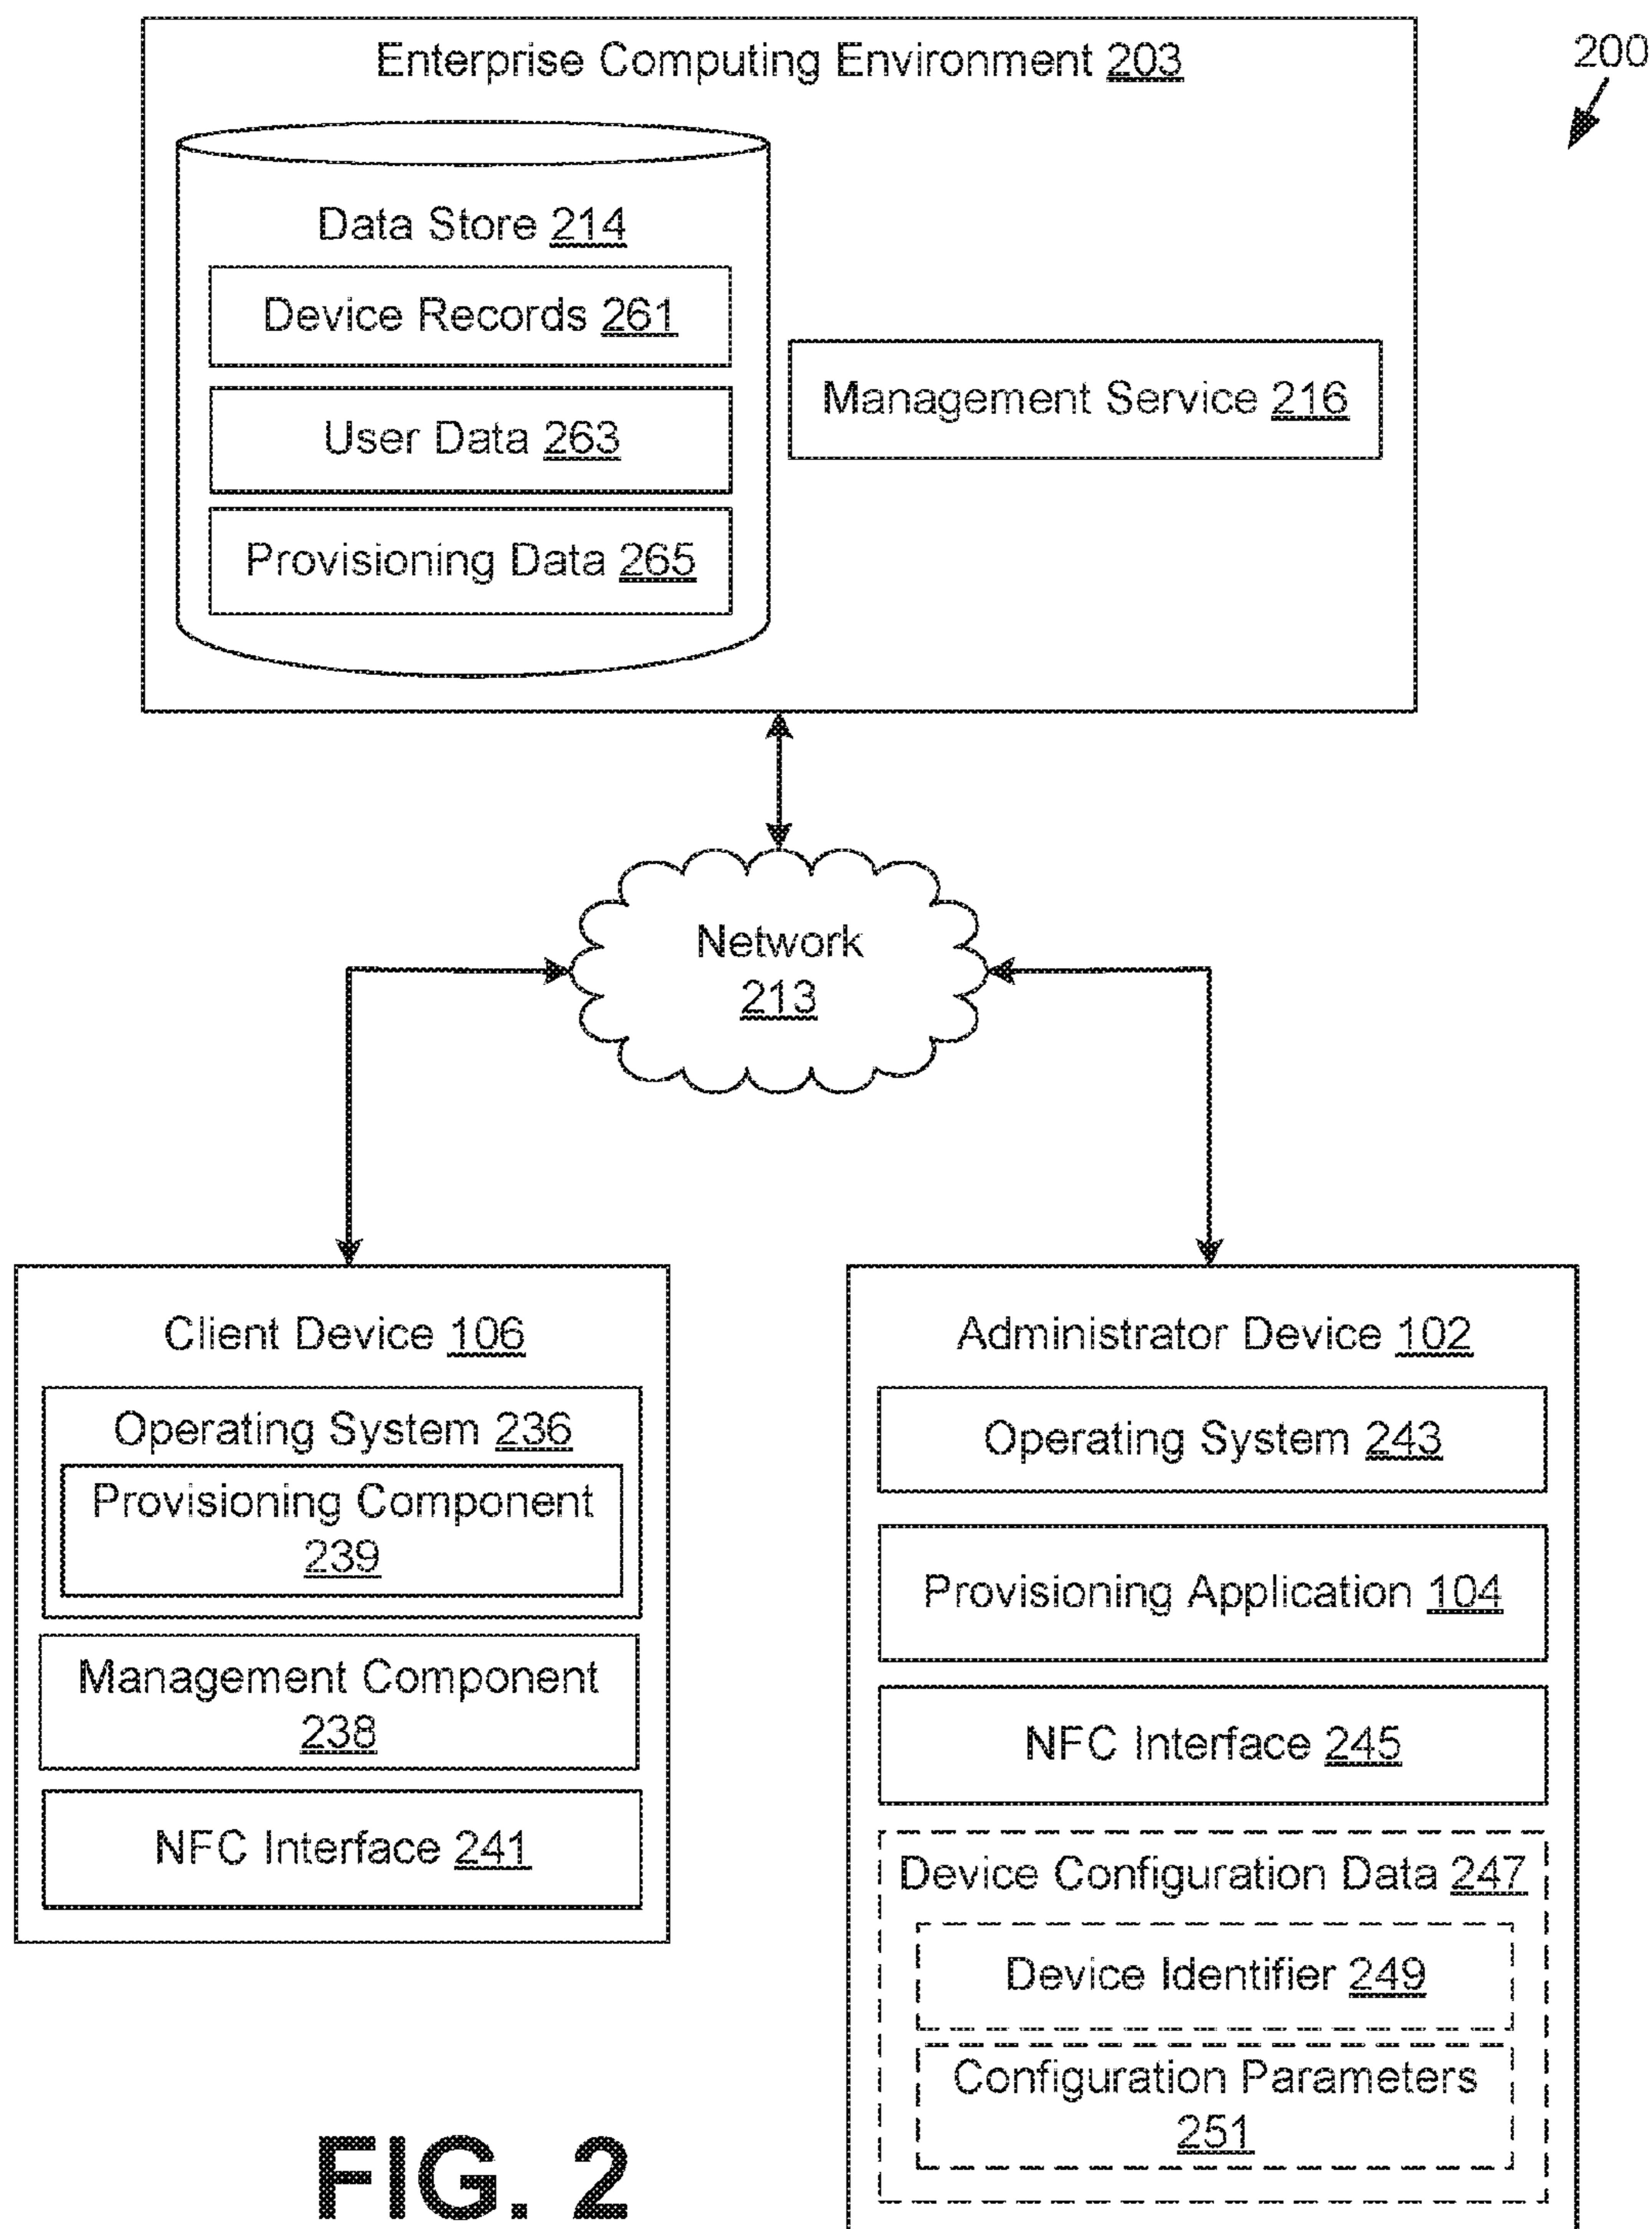 Enterprise Computing Environment 203
200
Data Store 214
Device Records 261
User Data 263
Provisioning Data 265
Management Service 216
Network
213
Client Device 106
Operating System 236
Provisioning Component
239
Management Component
238
NFC Interface 241
Administrator Device 102
Operating System 243
Provisioning Application 104
NFC Interface 245
Device Configuration Data 247
Device Identifier 249
Configuration Parameters
251
FIG. 2